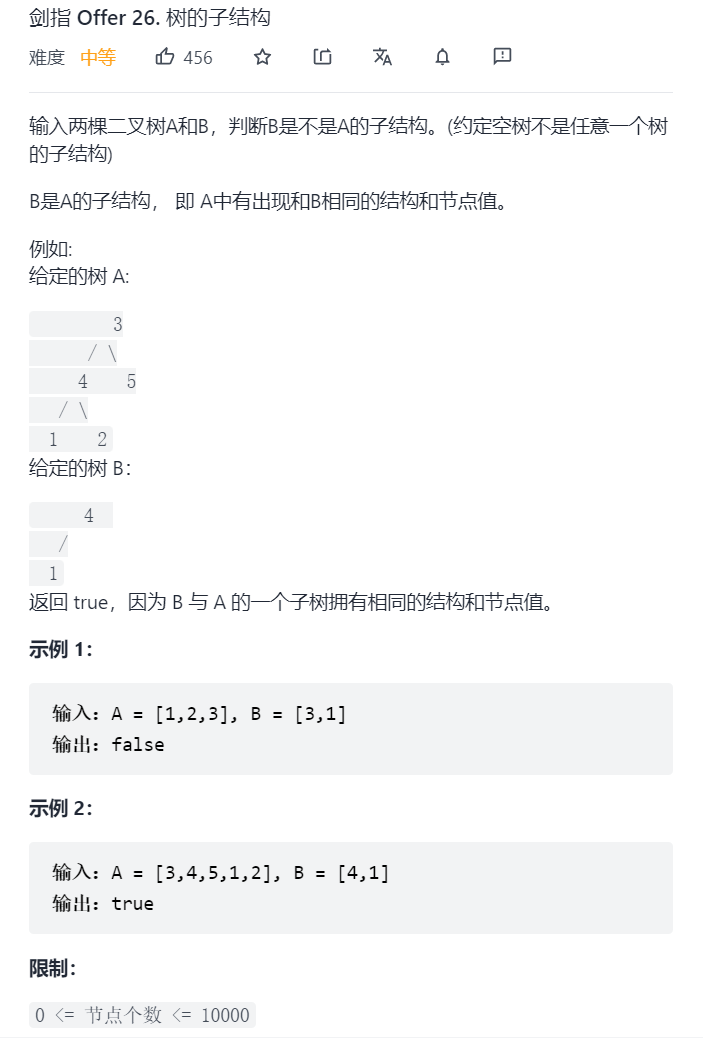 剑指 Offer 26. 树的子结构
难度 中等 456
输入两棵二叉树A和B，判断B是不是A的子结构。(约定空树不是任意一个树
的子结构)
B是A的子结构， 即 A中有出现和B相同的结构和节点值。
例如:
给定的树 A:
3
/ \
4 5
/ \
1 2
给定的树 B：
4
/
1
返回 true，因为 B 与 A 的一个子树拥有相同的结构和节点值。
示例 1：
输入：A = [1,2,3], B = [3,1]
输出：false
示例 2：
输入：A = [3,4,5,1,2], B = [4,1]
输出：true
限制：
0 <= 节点个数 <= 10000